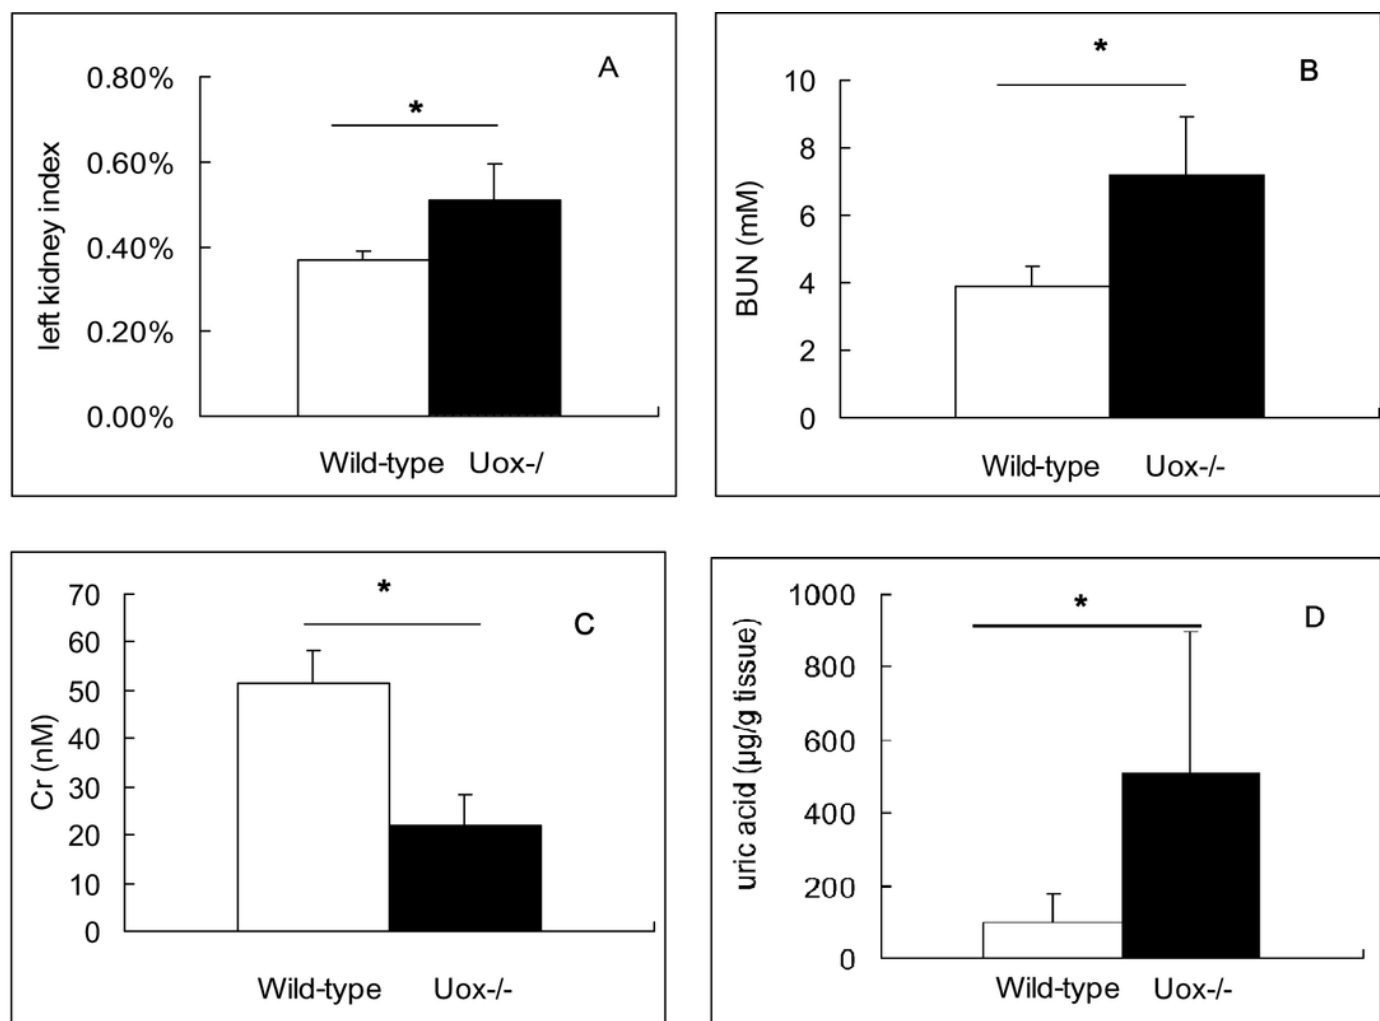 A
0.80%
0.60%
0.40%
0.20%
0.00%
left kidney index
*
Wild-type Uox-/
B
10
8
6
4
2
0
BUN (mM)
*
Wild-type Uox-/-
C
70
60
50
40
30
20
10
0
Cr (nM)
*
Wild-type Uox-/-
D
1000
800
600
400
200
0
uric acid (µg/g tissue)
*
Wild-type Uox-/-